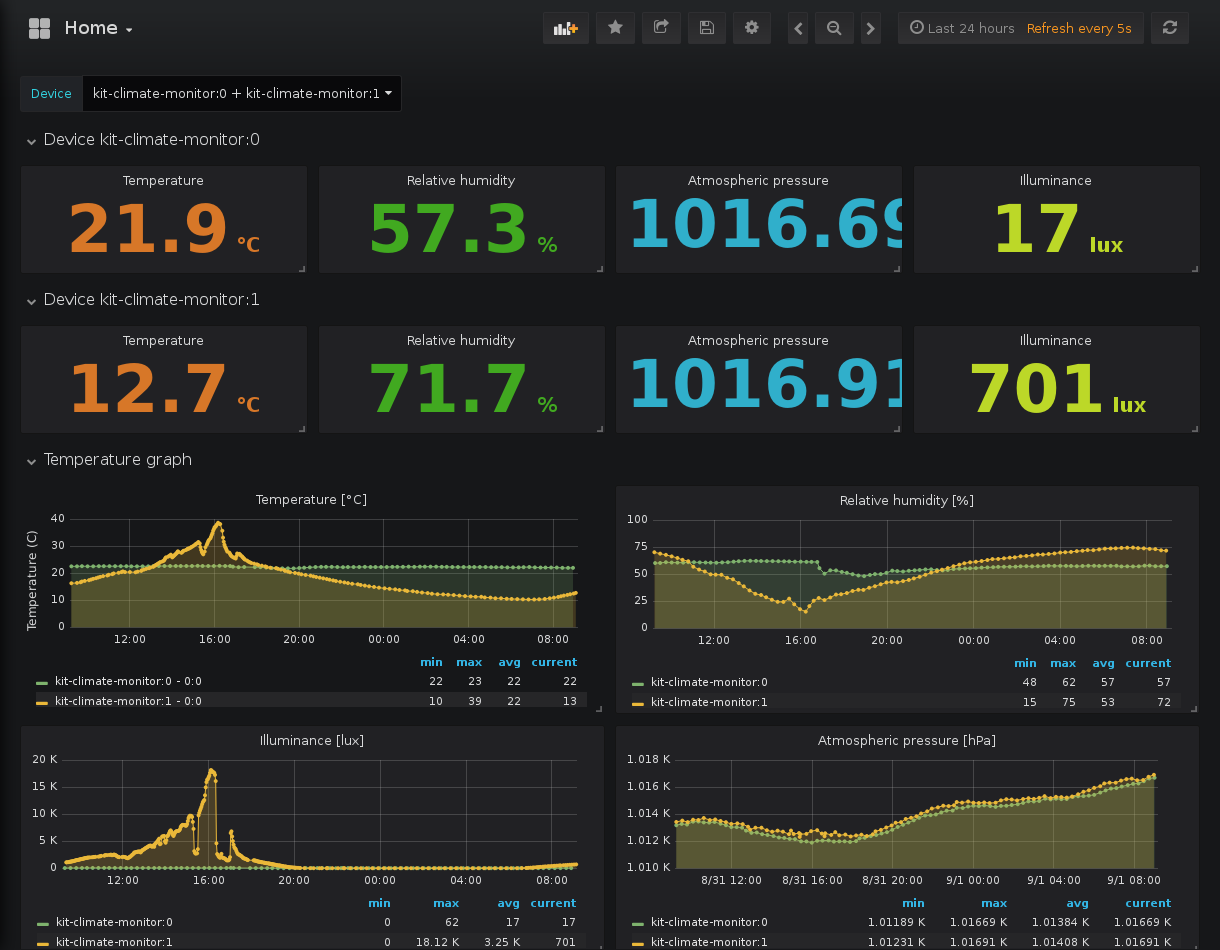 Home
Last 24 hours Refresh every 5s
Device kit-climate-monitor:0 + kit-climate-monitor:1
Device kit-climate-monitor:0
Temperature Relative humidity Atmospheric pressure Illuminance
21.9 °C 57.3 % 1016.69 17 lux
Device kit-climate-monitor:1
Temperature Relative humidity Atmospheric pressure Illuminance
12.7 °C 71.7 % 1016.91 701 lux
Temperature graph
Temperature [°C]
Temperature (C)
40
30
20
10
0
12:00 16:00 20:00 00:00 04:00 08:00
min max avg current
kit-climate-monitor:0 - 0:0 22 23 22 22
kit-climate-monitor:1 - 0:0 10 39 22 13
Relative humidity [%]
100
75
50
25
0
12:00 16:00 20:00 00:00 04:00 08:00
min max avg current
kit-climate-monitor:0 48 62 57 57
kit-climate-monitor:1 15 75 53 72
Illuminance [lux]
20 K
15 K
10 K
5 K
0
12:00 16:00 20:00 00:00 04:00 08:00
min max avg current
kit-climate-monitor:0 0 62 17 17
kit-climate-monitor:1 0 18.12 K 3.25 K 701
Atmospheric pressure [hPa]
1.018 K
1.016 K
1.014 K
1.012 K
1.010 K
8/31 12:00 8/31 16:00 8/31 20:00 9/1 00:00 9/1 04:00 9/1 08:00
min max avg current
kit-climate-monitor:0 1.01189 K 1.01669 K 1.01384 K 1.01669 K
kit-climate-monitor:1 1.01231 K 1.01691 K 1.01408 K 1.01691 K